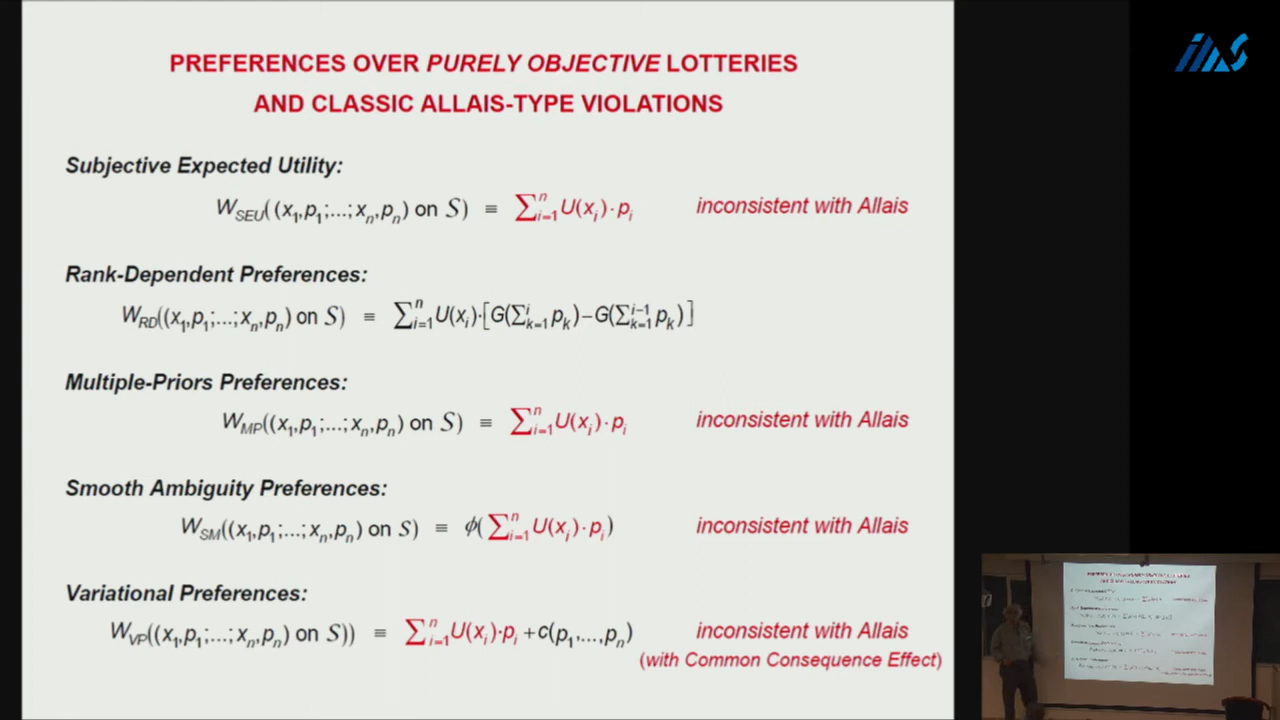 PREFERENCES OVER PURELY OBJECTIVE LOTTERIES
AND CLASSIC ALLAIS-TYPE VIOLATIONS
Subjective Expected Utility:
W_SEU((x_1,p_1;...;x_n,p_n) on S) ≡ ∑_{i=1}^n U(x_i)·p_i inconsistent with Allais
Rank-Dependent Preferences:
W_RD((x_1,p_1;...;x_n,p_n) on S) ≡ ∑_{i=1}^n U(x_i)·[G(∑_{k=1}^i p_k)−G(∑_{k=1}^{i−1} p_k)]
Multiple-Priors Preferences:
W_MP((x_1,p_1;...;x_n,p_n) on S) ≡ ∑_{i=1}^n U(x_i)·p_i inconsistent with Allais
Smooth Ambiguity Preferences:
W_SM((x_1,p_1;...;x_n,p_n) on S) ≡ ϕ(∑_{i=1}^n U(x_i)·p_i) inconsistent with Allais
Variational Preferences:
W_VP((x_1,p_1;...;x_n,p_n) on S)) ≡ ∑_{i=1}^n U(x_i)·p_i +c(p_1,...,p_n) inconsistent with Allais
(with Common Consequence Effect)